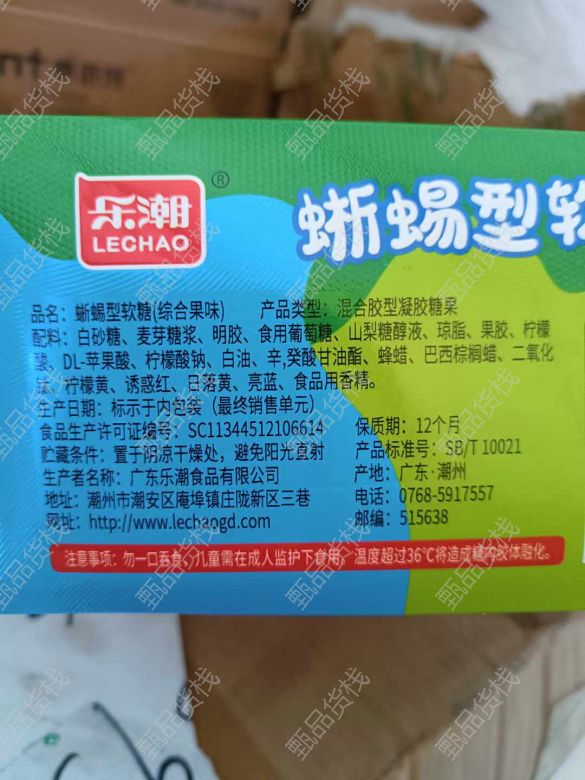 乐潮
LECHAO
®
蜥蜴型软
品名：蜥蜴型软糖(综合果味)
产品类型：混合胶型凝胶糖果
配料：白砂糖、麦芽糖浆、明胶、食用葡萄糖、山梨糖醇液、琼脂、果胶、柠檬
酸、DL-苹果酸、柠檬酸钠、白油、辛,癸酸甘油酯、蜂蜡、巴西棕榈蜡、二氧化
钛、柠檬黄、诱惑红、日落黄、亮蓝、食品用香精。
生产日期：标示于内包装（最终销售单元）
食品生产许可证编号：SC11344512106614
保质期：12个月
贮藏条件：置于阴凉干燥处，避免阳光直射
产品标准号：SB/T 10021
生产者名称：广东乐潮食品有限公司
产地：广东·潮州
地址：潮州市潮安区庵埠镇庄陇新区三巷
电话：0768-5917557
网址：http://www.lechaogd.com
邮编：515638
注意事项：勿一口吞食、儿童需在成人监护下食用。温度超过36℃将造成糖内胶体融化。
甄品货栈